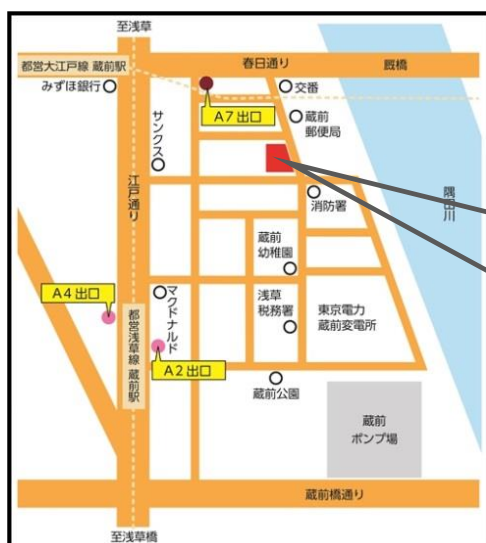 至浅草
都営大江戸線 蔵前駅
春日通り
厩橋
みずほ銀行
交番
A7出口
蔵前
郵便局
サンクス
江戸通り
消防署
隅田川
蔵前
幼稚園
A4出口
マクドナルド
浅草
税務署
東京電力
蔵前変電所
都営浅草線 蔵前駅
A2出口
蔵前公園
蔵前
ポンプ場
蔵前橋通り
至浅草橋